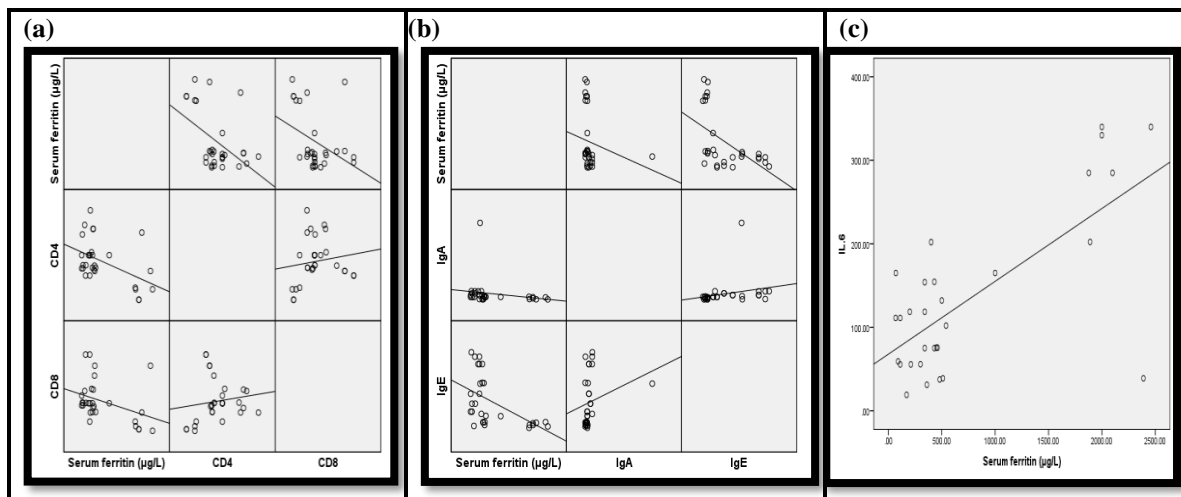 (a)
Serum ferritin (µg/L)
CD4
CD8
Serum ferritin (µg/L) CD4 CD8
(b)
Serum ferritin (µg/L)
IgA
IgE
Serum ferritin (µg/L) IgA IgE
(c)
IL.6
400.00
300.00
200.00
100.00
.00
.00 500.00 1000.00 1500.00 2000.00 2500.00
Serum ferritin (µg/L)